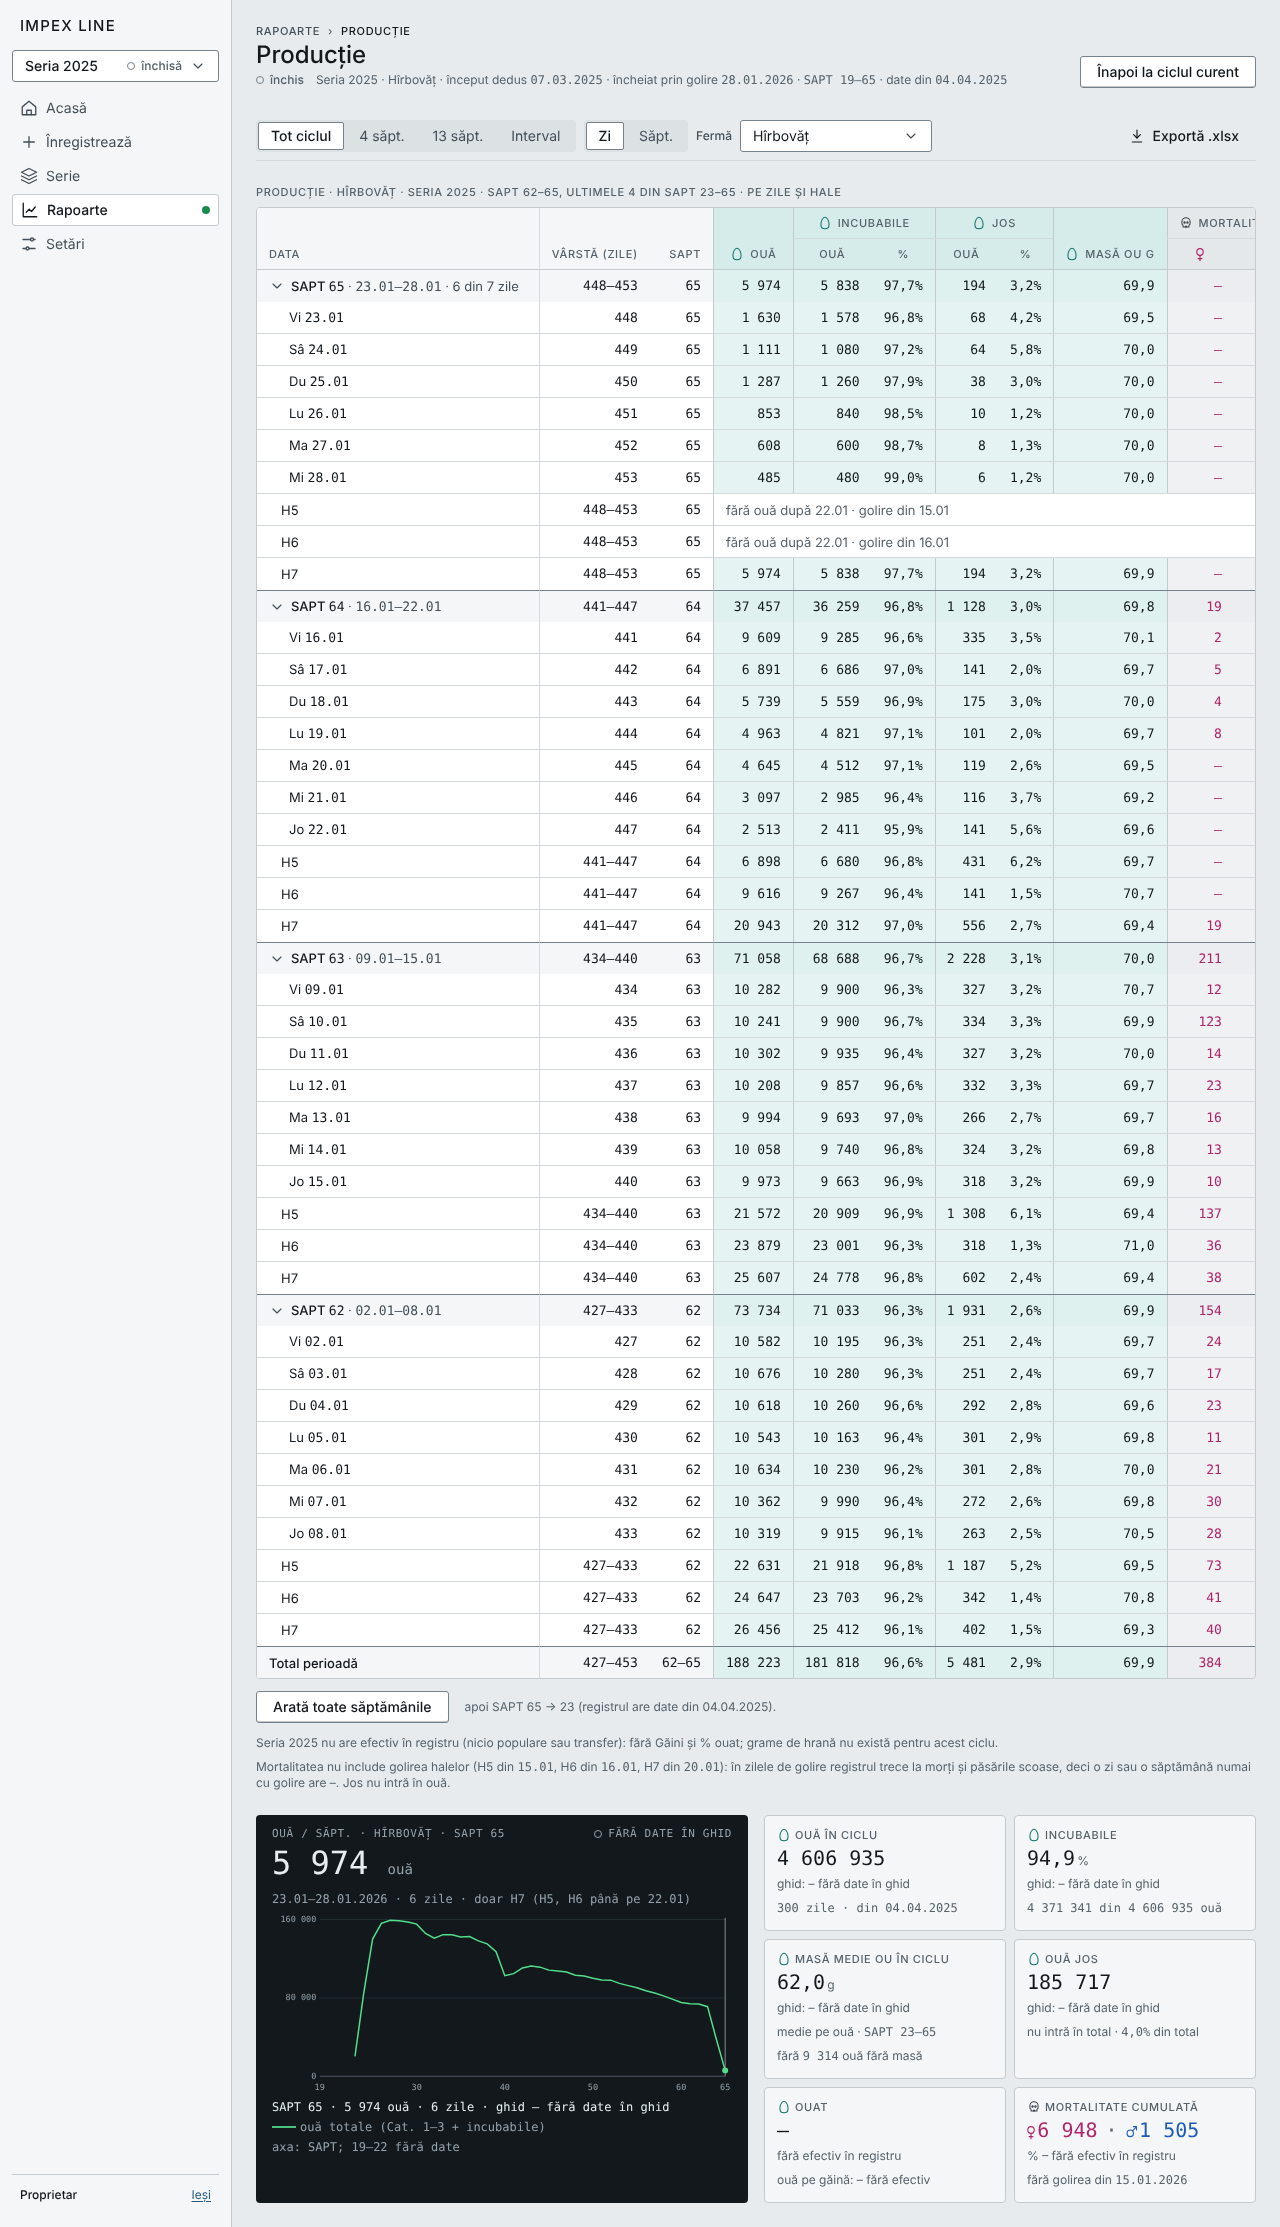 IMPEX LINE
Seria 2025 închisă
Acasă
Înregistrează
Serie
Rapoarte
Setări
Proprietar Ieși
RAPOARTE › PRODUCȚIE
Producție
închis Seria 2025 · Hîrbovăț · început dedus 07.03.2025 · încheiat prin golire 28.01.2026 · SAPT 19–65 · date din 04.04.2025
Înapoi la ciclul curent
Tot ciclul 4 săpt. 13 săpt. Interval Zi Săpt. Fermă Hîrbovăț Exportă .xlsx
PRODUCȚIE · HÎRBOVĂȚ · SERIA 2025 · SAPT 62–65, ULTIMELE 4 DIN SAPT 23–65 · PE ZILE ȘI HALE
INCUBABILE JOS MORTALIT
DATA VÂRSTĂ (ZILE) SAPT OUĂ OUĂ % OUĂ % MASĂ OU G ♀
SAPT 65 · 23.01–28.01 · 6 din 7 zile 448–453 65 5 974 5 838 97,7% 194 3,2% 69,9 –
Vi 23.01 448 65 1 630 1 578 96,8% 68 4,2% 69,5 –
Sâ 24.01 449 65 1 111 1 080 97,2% 64 5,8% 70,0 –
Du 25.01 450 65 1 287 1 260 97,9% 38 3,0% 70,0 –
Lu 26.01 451 65 853 840 98,5% 10 1,2% 70,0 –
Ma 27.01 452 65 608 600 98,7% 8 1,3% 70,0 –
Mi 28.01 453 65 485 480 99,0% 6 1,2% 70,0 –
H5 448–453 65 fără ouă după 22.01 · golire din 15.01
H6 448–453 65 fără ouă după 22.01 · golire din 16.01
H7 448–453 65 5 974 5 838 97,7% 194 3,2% 69,9 –
SAPT 64 · 16.01–22.01 441–447 64 37 457 36 259 96,8% 1 128 3,0% 69,8 19
Vi 16.01 441 64 9 609 9 285 96,6% 335 3,5% 70,1 2
Sâ 17.01 442 64 6 891 6 686 97,0% 141 2,0% 69,7 5
Du 18.01 443 64 5 739 5 559 96,9% 175 3,0% 70,0 4
Lu 19.01 444 64 4 963 4 821 97,1% 101 2,0% 69,7 8
Ma 20.01 445 64 4 645 4 512 97,1% 119 2,6% 69,5 –
Mi 21.01 446 64 3 097 2 985 96,4% 116 3,7% 69,2 –
Jo 22.01 447 64 2 513 2 411 95,9% 141 5,6% 69,6 –
H5 441–447 64 6 898 6 680 96,8% 431 6,2% 69,7 –
H6 441–447 64 9 616 9 267 96,4% 141 1,5% 70,7 –
H7 441–447 64 20 943 20 312 97,0% 556 2,7% 69,4 19
SAPT 63 · 09.01–15.01 434–440 63 71 058 68 688 96,7% 2 228 3,1% 70,0 211
Vi 09.01 434 63 10 282 9 900 96,3% 327 3,2% 70,7 12
Sâ 10.01 435 63 10 241 9 900 96,7% 334 3,3% 69,9 123
Du 11.01 436 63 10 302 9 935 96,4% 327 3,2% 70,0 14
Lu 12.01 437 63 10 208 9 857 96,6% 332 3,3% 69,7 23
Ma 13.01 438 63 9 994 9 693 97,0% 266 2,7% 69,7 16
Mi 14.01 439 63 10 058 9 740 96,8% 324 3,2% 69,8 13
Jo 15.01 440 63 9 973 9 663 96,9% 318 3,2% 69,9 10
H5 434–440 63 21 572 20 909 96,9% 1 308 6,1% 69,4 137
H6 434–440 63 23 879 23 001 96,3% 318 1,3% 71,0 36
H7 434–440 63 25 607 24 778 96,8% 602 2,4% 69,4 38
SAPT 62 · 02.01–08.01 427–433 62 73 734 71 033 96,3% 1 931 2,6% 69,9 154
Vi 02.01 427 62 10 582 10 195 96,3% 251 2,4% 69,7 24
Sâ 03.01 428 62 10 676 10 280 96,3% 251 2,4% 69,7 17
Du 04.01 429 62 10 618 10 260 96,6% 292 2,8% 69,6 23
Lu 05.01 430 62 10 543 10 163 96,4% 301 2,9% 69,8 11
Ma 06.01 431 62 10 634 10 230 96,2% 301 2,8% 70,0 21
Mi 07.01 432 62 10 362 9 990 96,4% 272 2,6% 69,8 30
Jo 08.01 433 62 10 319 9 915 96,1% 263 2,5% 70,5 28
H5 427–433 62 22 631 21 918 96,8% 1 187 5,2% 69,5 73
H6 427–433 62 24 647 23 703 96,2% 342 1,4% 70,8 41
H7 427–433 62 26 456 25 412 96,1% 402 1,5% 69,3 40
Total perioadă 427–453 62–65 188 223 181 818 96,6% 5 481 2,9% 69,9 384
Arată toate săptămânile apoi SAPT 65 → 23 (registrul are date din 04.04.2025).
Seria 2025 nu are efectiv în registru (nicio populare sau transfer): fără Găini și % ouat; grame de hrană nu există pentru acest ciclu.
Mortalitatea nu include golirea halelor (H5 din 15.01, H6 din 16.01, H7 din 20.01): în zilele de golire registrul trece la morți și păsările scoase, deci o zi sau o săptămână numai
cu golire are –. Jos nu intră în ouă.
OUĂ / SĂPT. · HÎRBOVĂȚ · SAPT 65 FĂRĂ DATE ÎN GHID
5 974 ouă
23.01–28.01.2026 · 6 zile · doar H7 (H5, H6 până pe 22.01)
160 000
80 000
0
19 30 40 50 60 65
SAPT 65 · 5 974 ouă · 6 zile · ghid – fără date în ghid
ouă totale (Cat. 1–3 + incubabile)
axa: SAPT; 19–22 fără date
OUĂ ÎN CICLU
4 606 935
ghid: – fără date în ghid
300 zile · din 04.04.2025
INCUBABILE
94,9 %
ghid: – fără date în ghid
4 371 341 din 4 606 935 ouă
MASĂ MEDIE OU ÎN CICLU
62,0 g
ghid: – fără date în ghid
medie pe ouă · SAPT 23–65
fără 9 314 ouă fără masă
OUĂ JOS
185 717
ghid: – fără date în ghid
nu intră în total · 4,0% din total
OUAT
–
fără efectiv în registru
ouă pe găină: – fără efectiv
MORTALITATE CUMULATĂ
♀6 948 · ♂1 505
% – fără efectiv în registru
fără golirea din 15.01.2026